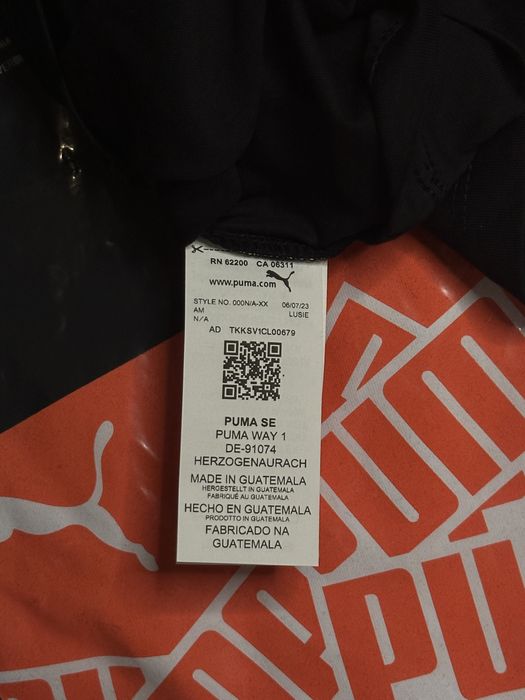 RN 62200 CA 06311
www.puma.com
STYLE NO. 000N/A-XX 06/07/23
AM LUSIE
N/A
AD TKKSV1CL00679
PUMA SE
PUMA WAY 1
DE-91074
HERZOGENAURACH
MADE IN GUATEMALA
HERGESTELLT IN GUATEMALA
FABRIQUÉ AU GUATEMALA
HECHO EN GUATEMALA
PRODOTTO IN GUATEMALA
FABRICADO NA
GUATEMALA
PU